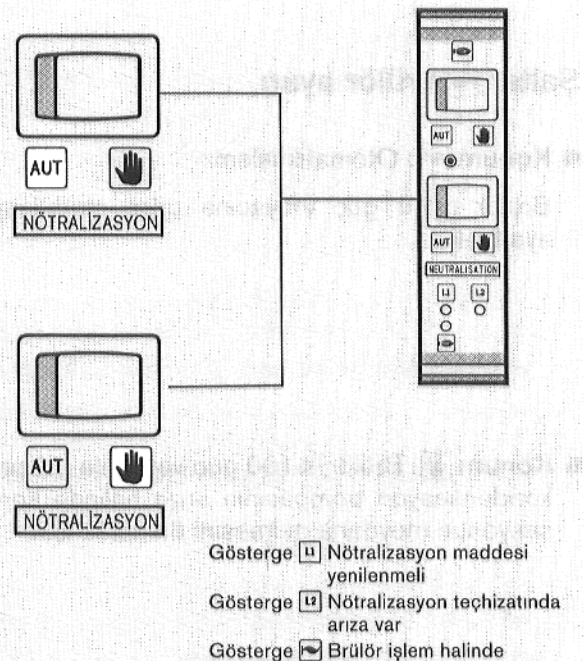 AUT
NÖTRALİZASYON
AUT
NÖTRALİZASYON
AUT
AUT
NEUTRALISATION
L1 L2
Gösterge L1 Nötralizasyon maddesi
yenilenmeli
Gösterge L2 Nötralizasyon teçhizatında
arıza var
Gösterge Brülör işlem halinde